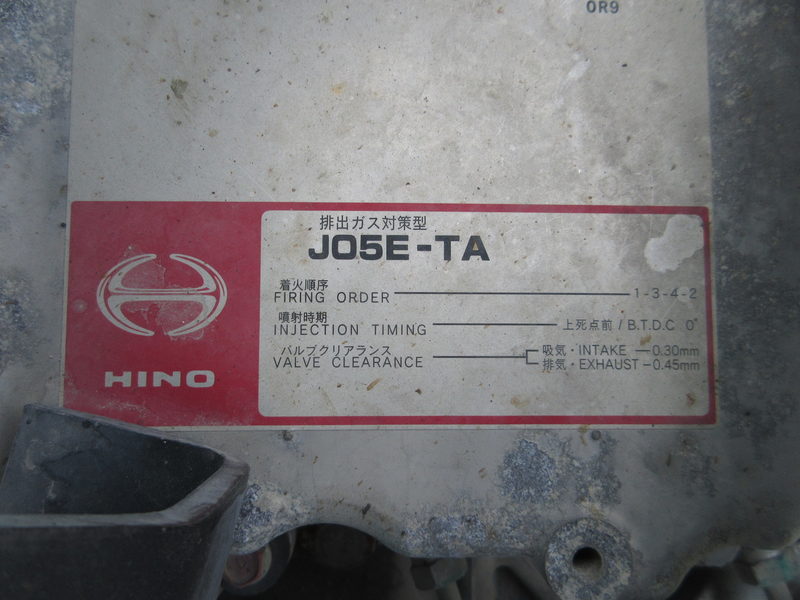 0R9
排出ガス対策型
J05E-TA
着火順序
FIRING ORDER 1-3-4-2
噴射時期
INJECTION TIMING 上死点前 / B.T.D.C 0°
バルブクリアランス 吸気・INTAKE 0.30mm
VALVE CLEARANCE 排気・EXHAUST 0.45mm
HINO